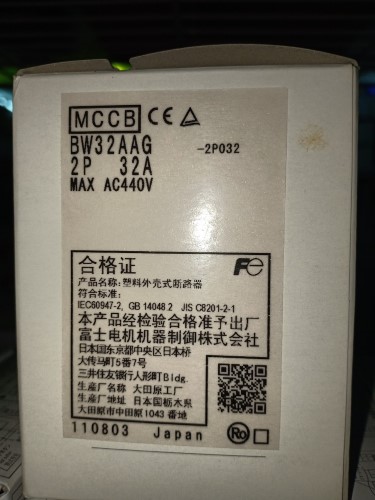 MCCB CE
BW32AAG -2P032
2P 32A
MAX AC440V
合格证 Fe
产品名称: 塑料外壳式断路器
符合标准:
IEC60947-2, GB 14048.2 JIS C8201-2-1
本产品经检验合格准予出厂
富士电机机器制御株式会社
日本国东京都中央区日本桥
大传马町5番7号
三井住友银行人形町Bldg.
生产厂名称 大田原工厂
生产厂地址 日本国栃木県
大田原市中田原1043 番地
110803 Japan Ro